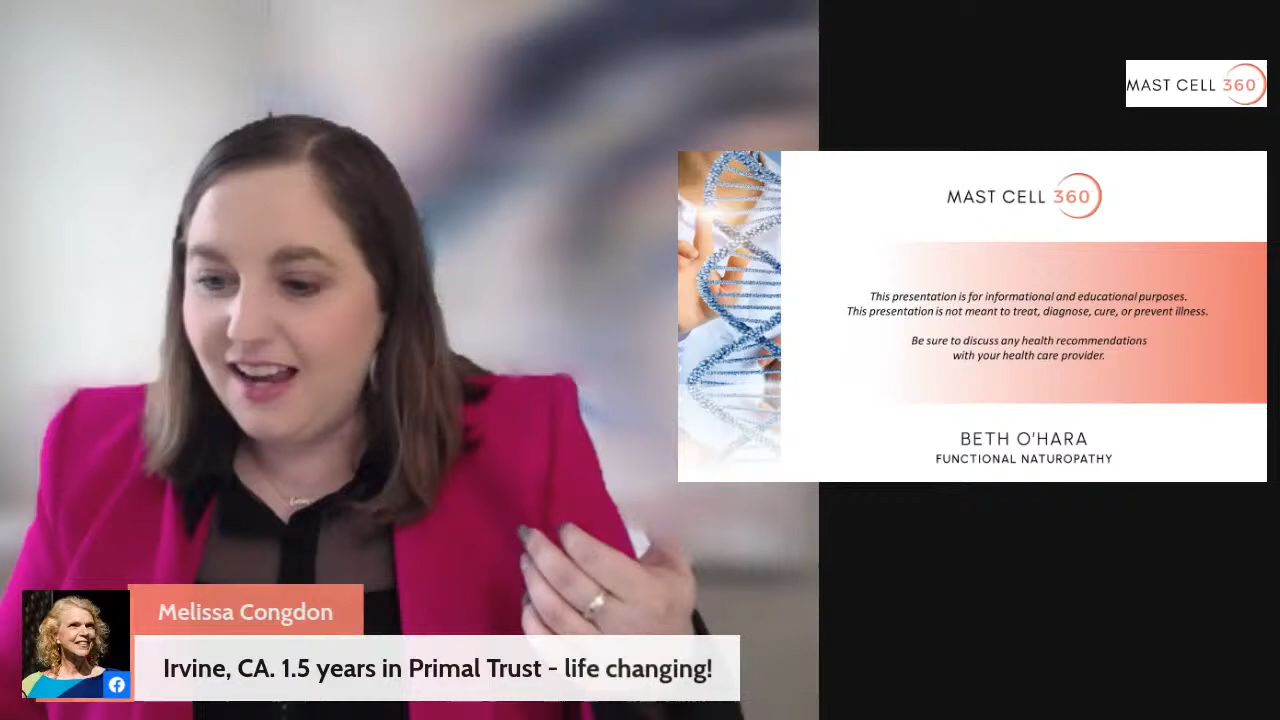 MAST CELL 360
MAST CELL 360
This presentation is for informational and educational purposes.
This presentation is not meant to treat, diagnose, cure, or prevent illness.
Be sure to discuss any health recommendations
with your health care provider.
BETH O'HARA
FUNCTIONAL NATUROPATHY
Melissa Congdon
Irvine, CA. 1.5 years in Primal Trust - life changing!